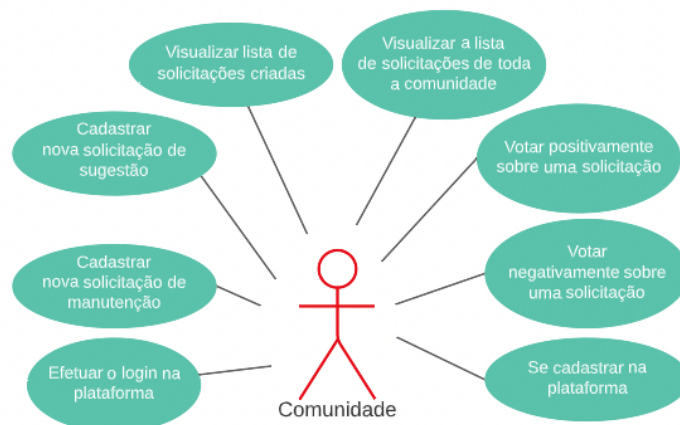 Visualizar lista de
solicitações criadas
Visualizar a lista
de solicitações de toda
a comunidade
Cadastrar
nova solicitação de
sugestão
Votar positivamente
sobre uma solicitação
Cadastrar
nova solicitação de
manutenção
Votar
negativamente sobre
uma solicitação
Efetuar o login na
plataforma
Se cadastrar na
plataforma
Comunidade